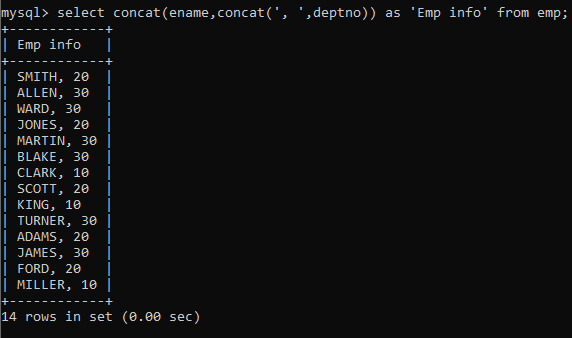 mysql> select concat(ename,concat(', ',deptno)) as 'Emp info' from emp;
+------------+
| Emp info   |
+------------+
| SMITH, 20  |
| ALLEN, 30  |
| WARD, 30   |
| JONES, 20  |
| MARTIN, 30 |
| BLAKE, 30  |
| CLARK, 10  |
| SCOTT, 20  |
| KING, 10   |
| TURNER, 30 |
| ADAMS, 20  |
| JAMES, 30  |
| FORD, 20   |
| MILLER, 10 |
+------------+
14 rows in set (0.00 sec)